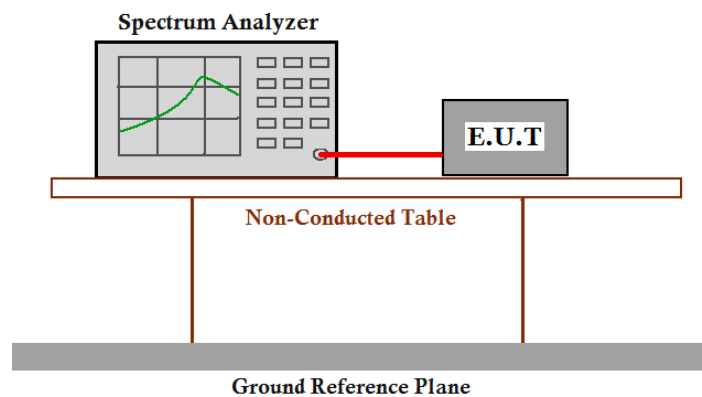 Spectrum Analyzer
E.U.T
Non-Conducted Table
Ground Reference Plane